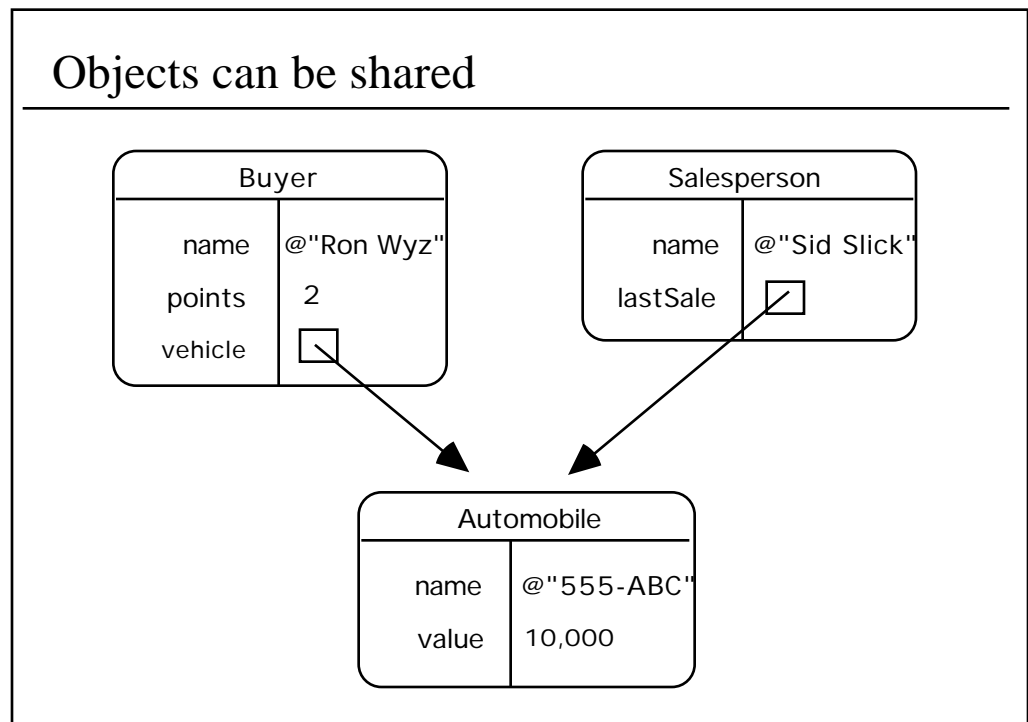 Objects can be shared
Buyer
name @"Ron Wyz"
points 2
vehicle
Salesperson
name @"Sid Slick"
lastSale
Automobile
name @"555-ABC"
value 10,000